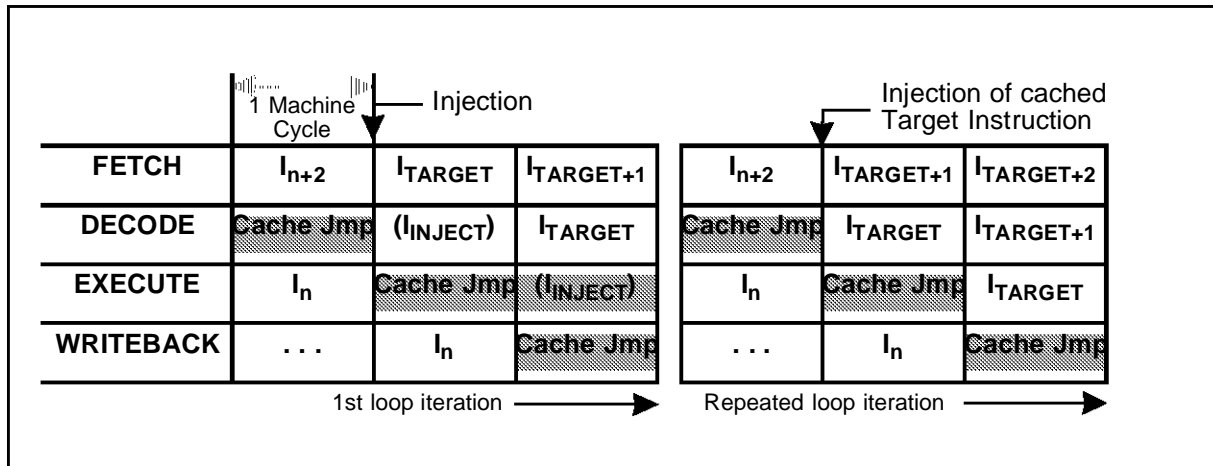 1 Machine
Cycle
Injection
Injection of cached
Target Instruction
FETCH In+2 ITARGET ITARGET+1 In+2 ITARGET+1 ITARGET+2
DECODE Cache Jmp (IINJECT) ITARGET Cache Jmp ITARGET ITARGET+1
EXECUTE In Cache Jmp (IINJECT) In Cache Jmp ITARGET
WRITEBACK . . . In Cache Jmp . . . In Cache Jmp
1st loop iteration
Repeated loop iteration